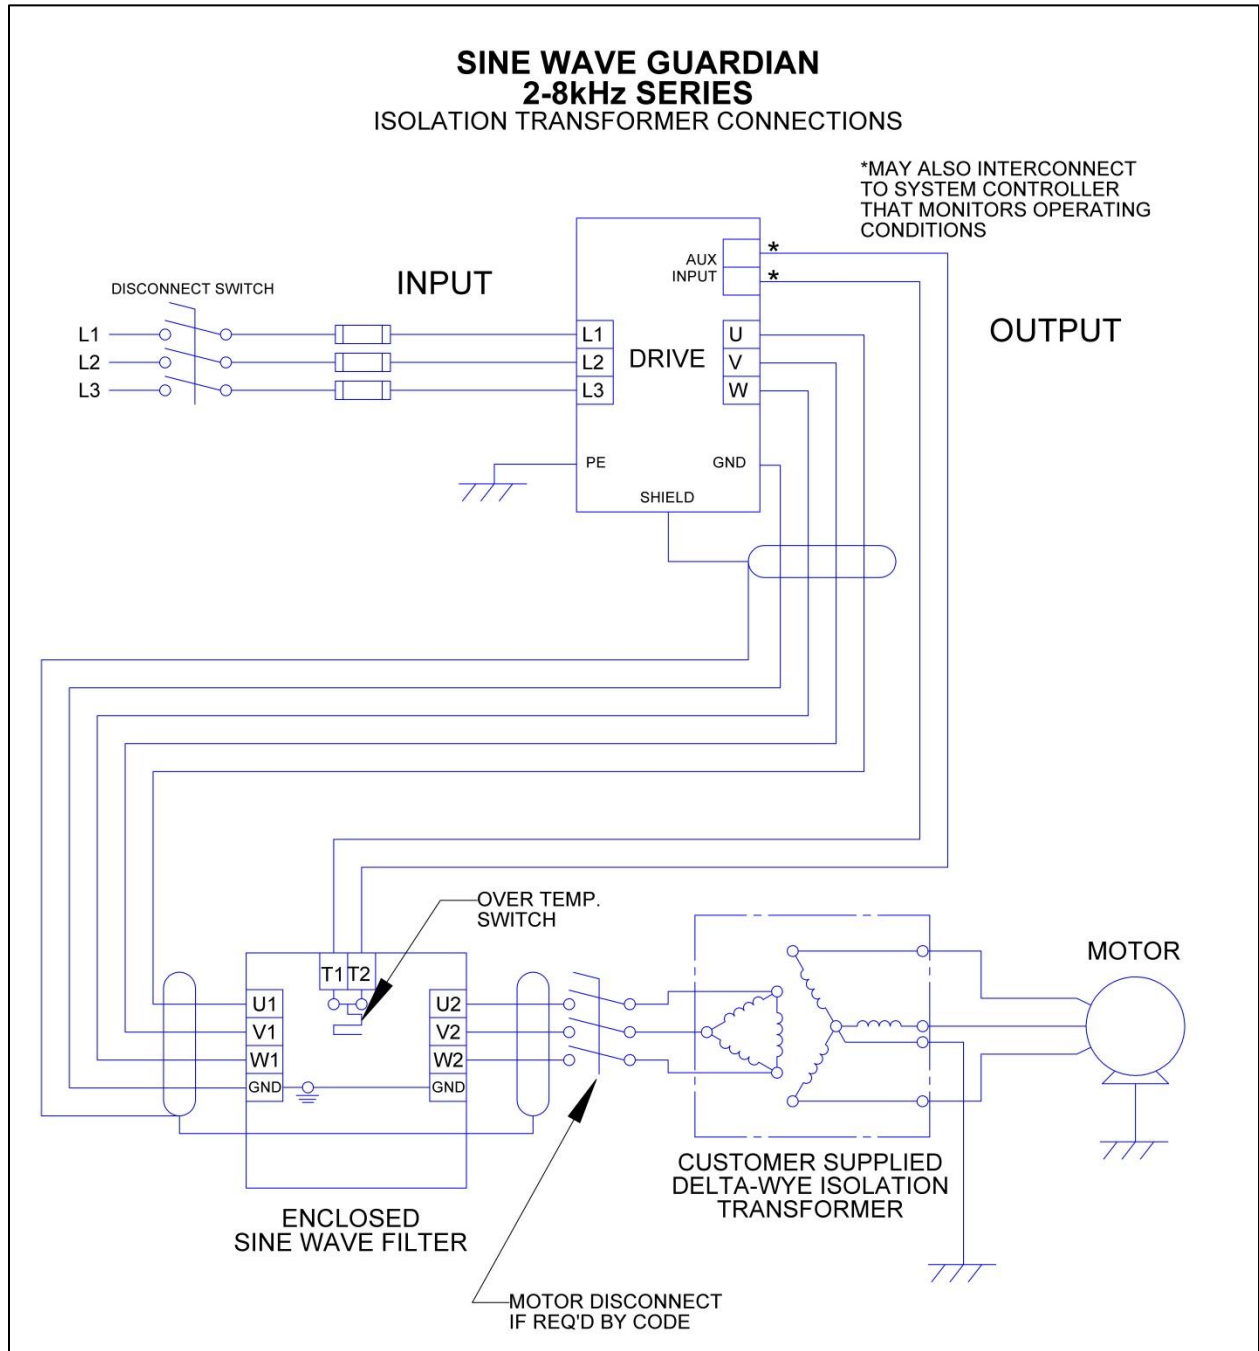 SINE WAVE GUARDIAN
2-8kHz SERIES
ISOLATION TRANSFORMER CONNECTIONS
*MAY ALSO INTERCONNECT
TO SYSTEM CONTROLLER
THAT MONITORS OPERATING
CONDITIONS
DISCONNECT SWITCH
INPUT
AUX
INPUT
*
*
OUTPUT
L1
L2
L3
L1
L2
L3
DRIVE
U
V
W
PE
GND
SHIELD
OVER TEMP.
SWITCH
T1 T2
U1
V1
W1
GND
U2
V2
W2
GND
MOTOR
ENCLOSED
SINE WAVE FILTER
CUSTOMER SUPPLIED
DELTA-WYE ISOLATION
TRANSFORMER
MOTOR DISCONNECT
IF REQ'D BY CODE